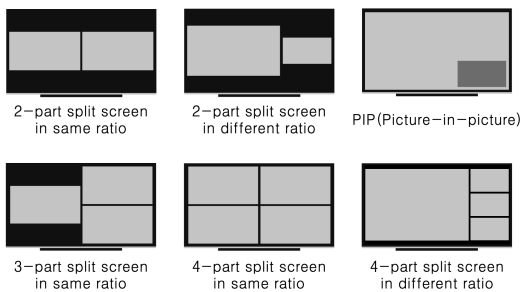 2-part split screen
in same ratio
2-part split screen
in different ratio
PIP(Picture-in-picture)
3-part split screen
in same ratio
4-part split screen
in same ratio
4-part split screen
in different ratio